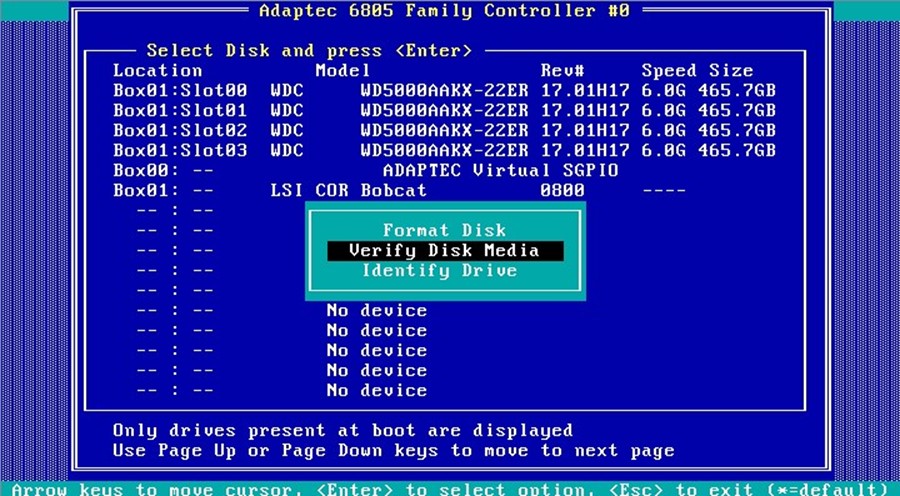 Adaptec 6805 Family Controller #0
Select Disk and press <Enter>
Location Model Rev# Speed Size
Box01:Slot00 WDC WD5000AAKX-22ER 17.01H17 6.0G 465.7GB
Box01:Slot01 WDC WD5000AAKX-22ER 17.01H17 6.0G 465.7GB
Box01:Slot02 WDC WD5000AAKX-22ER 17.01H17 6.0G 465.7GB
Box01:Slot03 WDC WD5000AAKX-22ER 17.01H17 6.0G 465.7GB
Box00: -- ADAPTEC Virtual SGPIO
Box01: -- LSI COR Bobcat 0800 ----
-- : --
-- : -- Format Disk
-- : -- Verify Disk Media
-- : -- Identify Drive
-- : --
-- : -- No device
-- : -- No device
-- : -- No device
-- : -- No device
-- : -- No device
Only drives present at boot are displayed
Use Page Up or Page Down keys to move to next page
Arrow keys to move cursor, <Enter> to select option, <Esc> to exit (*=default)